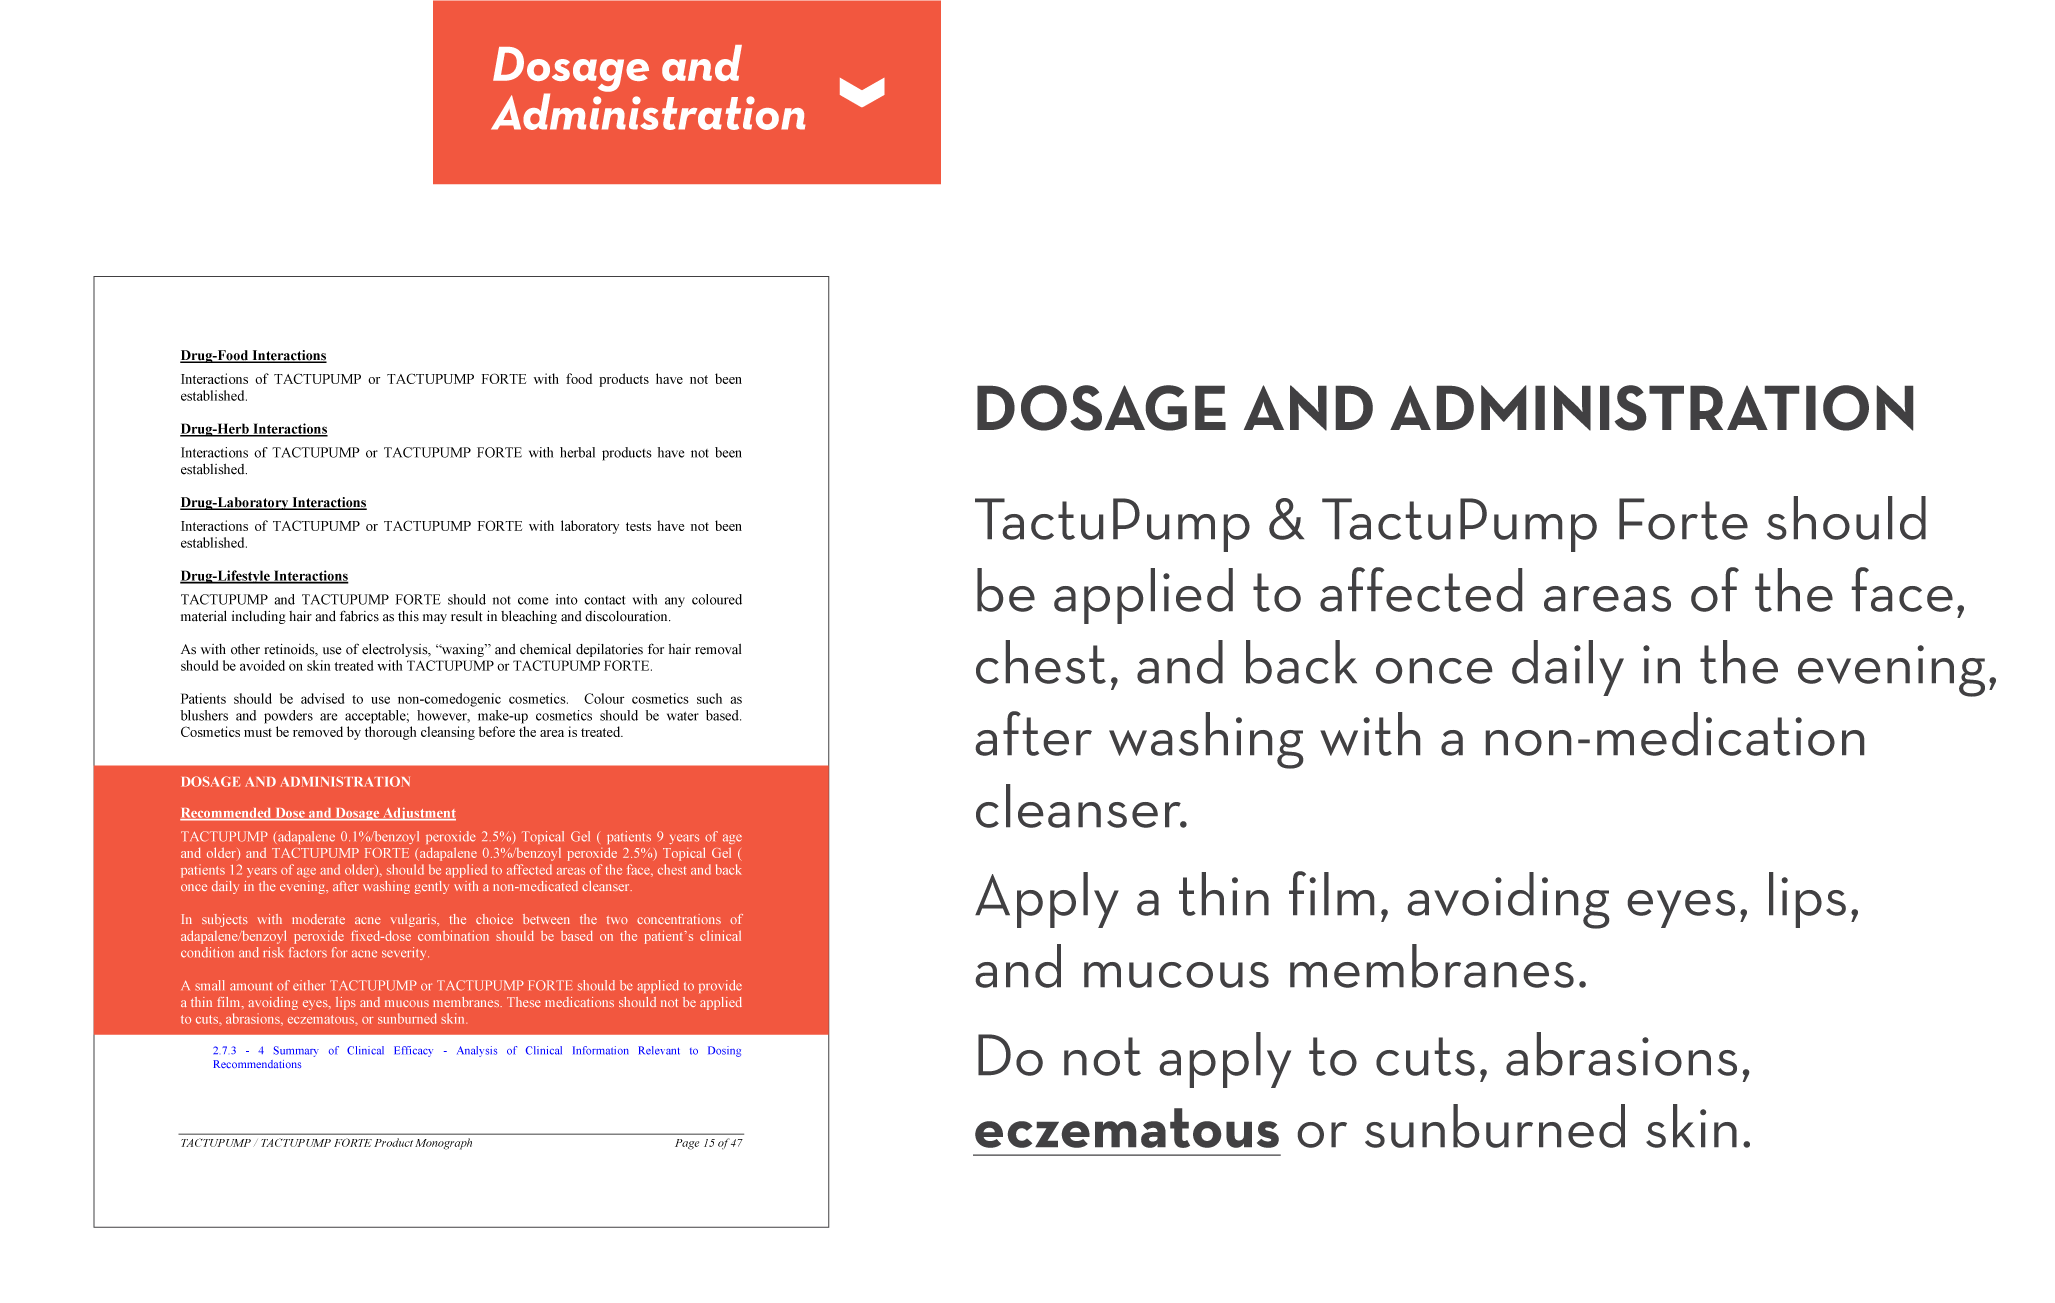 Dosage and
Administration
Drug-Food Interactions
Interactions of TACTUPUMP or TACTUPUMP FORTE with food products have not been
established.
Drug-Herb Interactions
Interactions of TACTUPUMP or TACTUPUMP FORTE with herbal products have not been
established.
Drug-Laboratory Interactions
Interactions of TACTUPUMP or TACTUPUMP FORTE with laboratory tests have not been
established.
Drug-Lifestyle Interactions
TACTUPUMP and TACTUPUMP FORTE should not come into contact with any coloured
material including hair and fabrics as this may result in bleaching and discolouration.
As with other retinoids, use of electrolysis, “waxing” and chemical depilatories for hair removal
should be avoided on skin treated with TACTUPUMP or TACTUPUMP FORTE.
Patients should be advised to use non-comedogenic cosmetics. Colour cosmetics such as
blushers and powders are acceptable; however, make-up cosmetics should be water based.
Cosmetics must be removed by thorough cleansing before the area is treated.
DOSAGE AND ADMINISTRATION
Recommended Dose and Dosage Adjustment
TACTUPUMP (adapalene 0.1%/benzoyl peroxide 2.5%) Topical Gel ( patients 9 years of age
and older) and TACTUPUMP FORTE (adapalene 0.3%/benzoyl peroxide 2.5%) Topical Gel (
patients 12 years of age and older), should be applied to affected areas of the face, chest and back
once daily in the evening, after washing gently with a non-medicated cleanser.
In subjects with moderate acne vulgaris, the choice between the two concentrations of
adapalene/benzoyl peroxide fixed-dose combination should be based on the patient’s clinical
condition and risk factors for acne severity.
A small amount of either TACTUPUMP or TACTUPUMP FORTE should be applied to provide
a thin film, avoiding eyes, lips and mucous membranes. These medications should not be applied
to cuts, abrasions, eczematous, or sunburned skin.
2.7.3 - 4 Summary of Clinical Efficacy - Analysis of Clinical Information Relevant to Dosing
Recommendations
TACTUPUMP / TACTUPUMP FORTE Product Monograph Page 15 of 47
DOSAGE AND ADMINISTRATION
TactuPump & TactuPump Forte should
be applied to affected areas of the face,
chest, and back once daily in the evening,
after washing with a non-medication
cleanser.
Apply a thin film, avoiding eyes, lips,
and mucous membranes.
Do not apply to cuts, abrasions,
eczematous or sunburned skin.